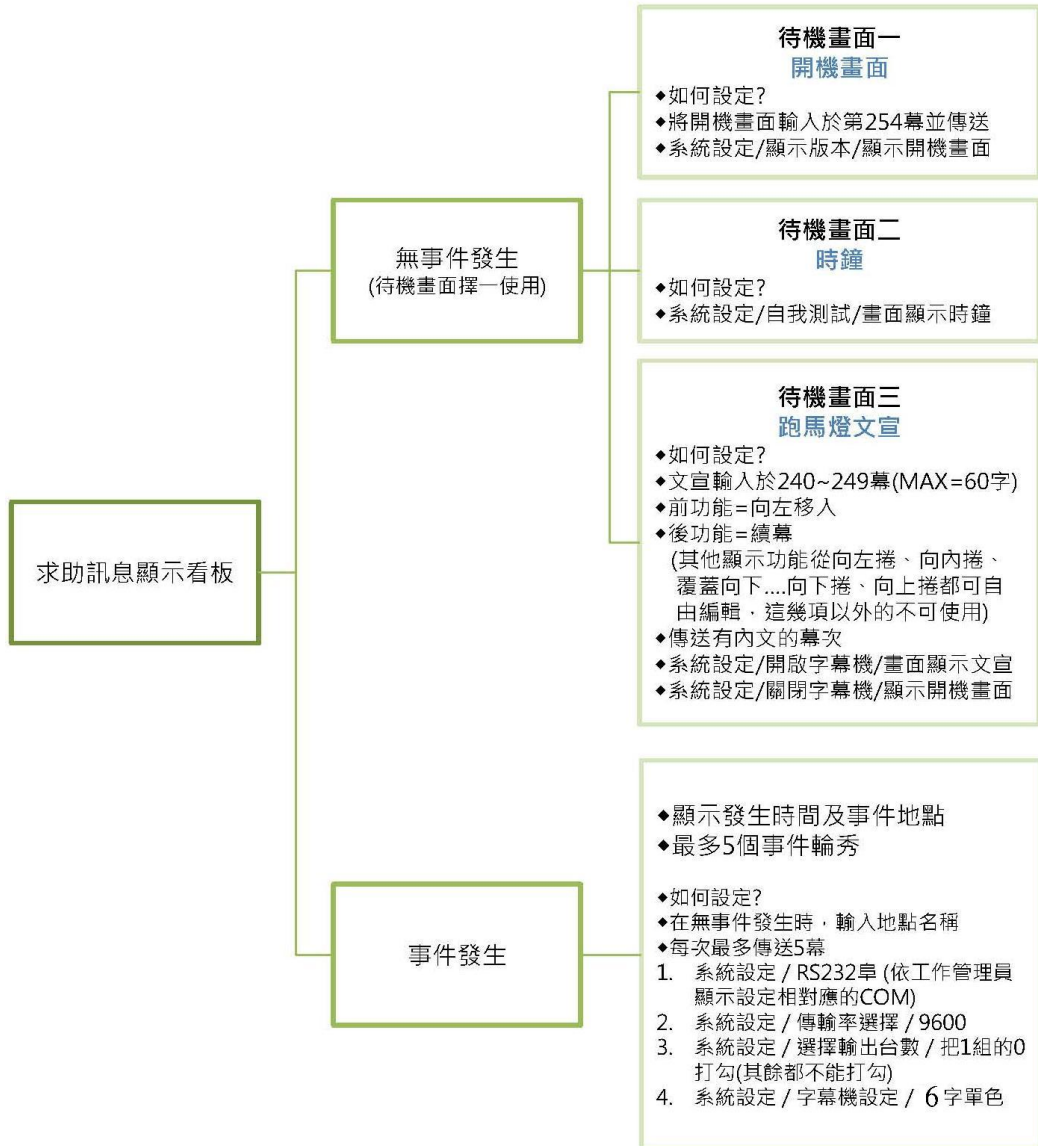 求助訊息顯示看板
無事件發生
(待機畫面擇一使用)
待機畫面一
開機畫面
◆如何設定?
◆將開機畫面輸入於第254幕並傳送
◆系統設定/顯示版本/顯示開機畫面
待機畫面二
時鐘
◆如何設定?
◆系統設定/自我測試/畫面顯示時鐘
待機畫面三
跑馬燈文宣
◆如何設定?
◆文宣輸入於240~249幕(MAX=60字)
◆前功能=向左移入
◆後功能=續幕
(其他顯示功能從向左捲、向內捲、
覆蓋向下....向下捲、向上捲都可自
由編輯，這幾項以外的不可使用)
◆傳送有內文的幕次
◆系統設定/開啟字幕機/畫面顯示文宣
◆系統設定/關閉字幕機/顯示開機畫面
事件發生
◆顯示發生時間及事件地點
◆最多5個事件輪秀
◆如何設定?
◆在無事件發生時，輸入地點名稱
◆每次最多傳送5幕
1. 系統設定 / RS232阜 (依工作管理員
顯示設定相對應的COM)
2. 系統設定 / 傳輸率選擇 / 9600
3. 系統設定 / 選擇輸出台數 / 把1組的0
打勾(其餘都不能打勾)
4. 系統設定 / 字幕機設定 / 6字單色